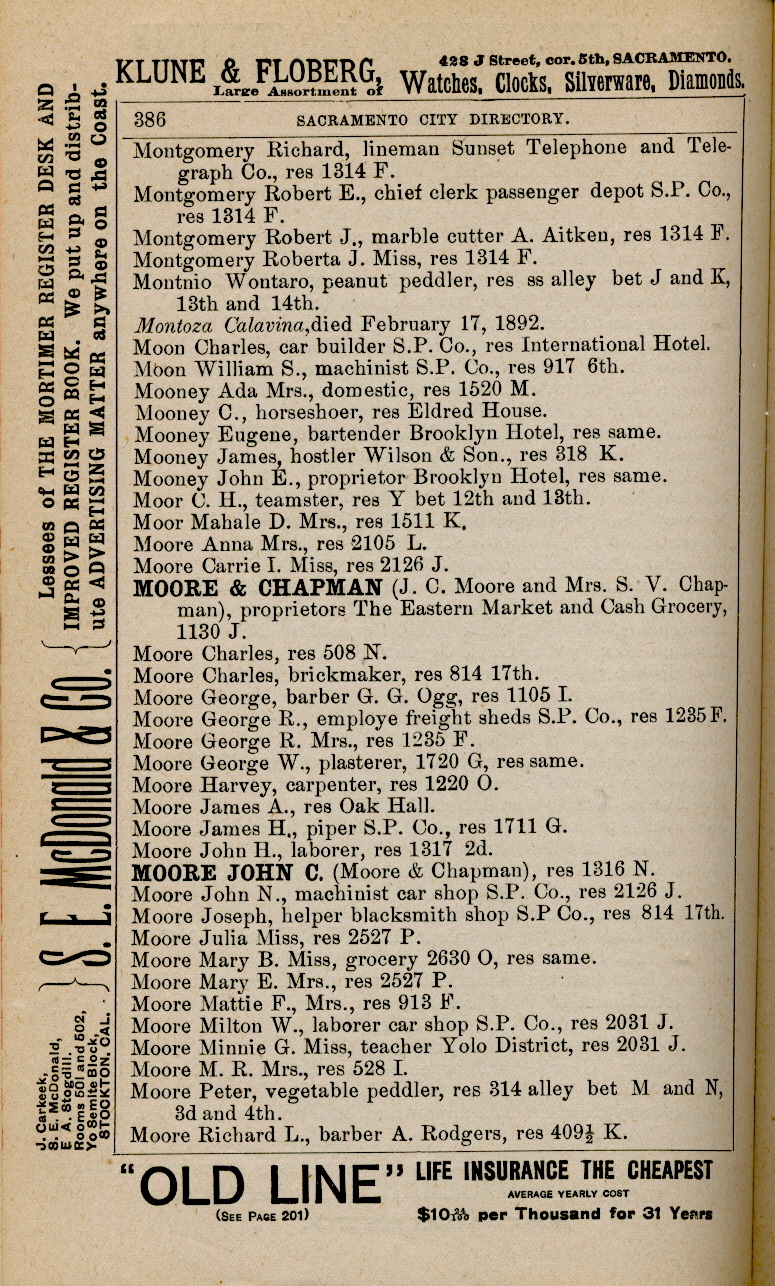 KLUNE & FLOBERG,
Large Assortment of
428 J Street, cor. 5th, SACRAMENTO.
Watches, Clocks, Silverware, Diamonds.
386 SACRAMENTO CITY DIRECTORY.
Montgomery Richard, lineman Sunset Telephone and Tele-
graph Co., res 1314 F.
Montgomery Robert E., chief clerk passenger depot S.P. Co.,
res 1314 F.
Montgomery Robert J., marble cutter A. Aitken, res 1314 F.
Montgomery Roberta J. Miss, res 1314 F.
Montnio Wontaro, peanut peddler, res ss alley bet J and K,
13th and 14th.
Montoza Calavina,died February 17, 1892.
Moon Charles, car builder S.P. Co., res International Hotel.
Moon William S., machinist S.P. Co., res 917 6th.
Mooney Ada Mrs., domestic, res 1520 M.
Mooney C., horseshoer, res Eldred House.
Mooney Eugene, bartender Brooklyn Hotel, res same.
Mooney James, hostler Wilson & Son., res 318 K.
Mooney John E., proprietor Brooklyn Hotel, res same.
Moor C. H., teamster, res Y bet 12th and 13th.
Moor Mahale D. Mrs., res 1511 K.
Moore Anna Mrs., res 2105 L.
Moore Carrie I. Miss, res 2126 J.
MOORE & CHAPMAN (J. C. Moore and Mrs. S. V. Chap-
man), proprietors The Eastern Market and Cash Grocery,
1130 J.
Moore Charles, res 508 N.
Moore Charles, brickmaker, res 814 17th.
Moore George, barber G. G. Ogg, res 1105 I.
Moore George R., employe freight sheds S.P. Co., res 1235 F.
Moore George R. Mrs., res 1235 F.
Moore George W., plasterer, 1720 G, res same.
Moore Harvey, carpenter, res 1220 O.
Moore James A., res Oak Hall.
Moore James H., piper S.P. Co., res 1711 G.
Moore John H., laborer, res 1317 2d.
MOORE JOHN C. (Moore & Chapman), res 1316 N.
Moore John N., machinist car shop S.P. Co., res 2126 J.
Moore Joseph, helper blacksmith shop S.P Co., res 814 17th.
Moore Julia Miss, res 2527 P.
Moore Mary B. Miss, grocery 2630 O, res same.
Moore Mary E. Mrs., res 2527 P.
Moore Mattie F., Mrs., res 913 F.
Moore Milton W., laborer car shop S.P. Co., res 2031 J.
Moore Minnie G. Miss, teacher Yolo District, res 2031 J.
Moore M. R. Mrs., res 528 I.
Moore Peter, vegetable peddler, res 314 alley bet M and N,
3d and 4th.
Moore Richard L., barber A. Rodgers, res 409½ K.
"OLD LINE"
(SEE PAGE 201)
LIFE INSURANCE THE CHEAPEST
AVERAGE YEARLY COST
per Thousand for 31 Years
J. Carkeek,
S. E. McDonald,
E A. Stogdill.
Rooms 501 and 502,
Yo Semite Block,
STOCKTON, CAL.
S. E. McDonald & Co.
Lessees of THE MORTIMER REGISTER DESK AND
IMPROVED REGISTER BOOK. We put up and distrib-
ute ADVERTISING MATTER anywhere on the Coast.